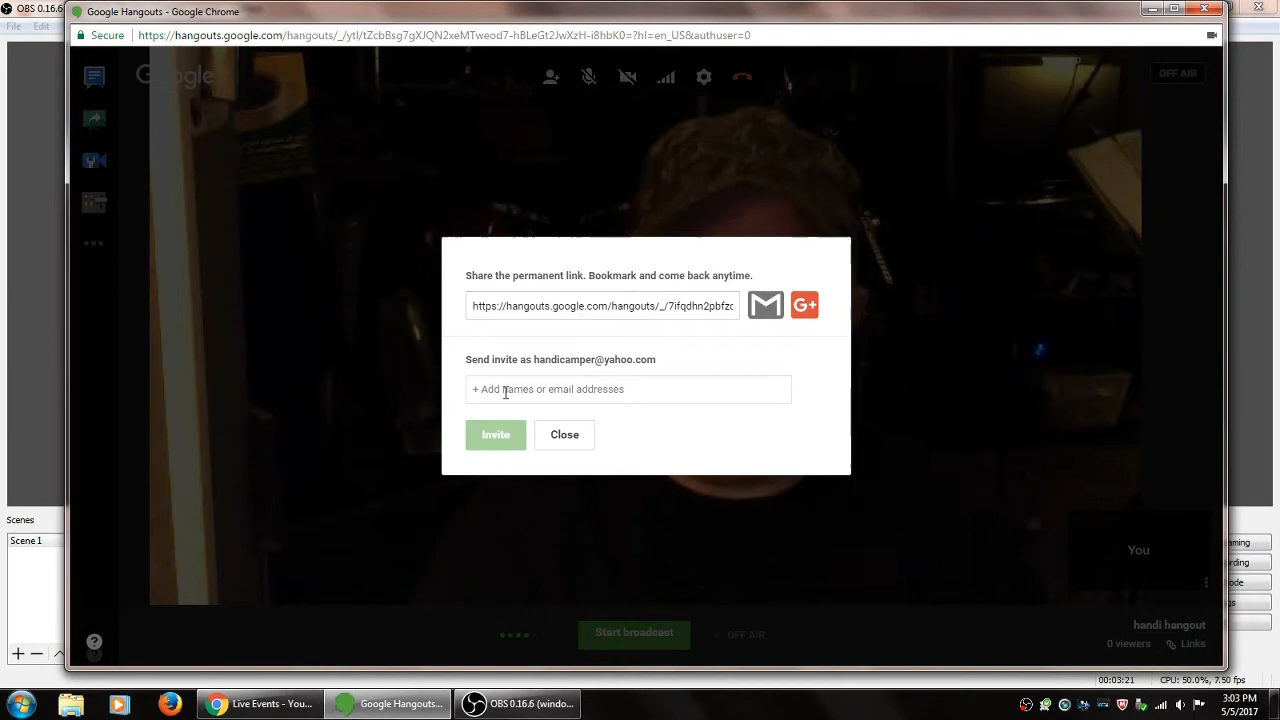 OBS 0.16.6
Google Hangouts - Google Chrome
File Edit
Secure https://hangouts.google.com/hangouts/_/ytl/tZcbBsg7gXJQN2xeMTweod7-hBLeGt2JwXzH-i8hbK0=?hl=en_US&authuser=0
Google
OFF AIR
Share the permanent link. Bookmark and come back anytime.
https://hangouts.google.com/hangouts/_/7ifqdhn2pbfzc
G+
Send invite as handicamper@yahoo.com
+ Add names or email addresses
Invite Close
Scenes
Scene 1
You
Start broadcast
OFF AIR
handi hangout
0 viewers Links
?
00:03:21 CPU: 50.0%, 7.50 fps
Live Events - You...
Google Hangouts...
OBS 0.16.6 (windo...
3:03 PM
5/5/2017